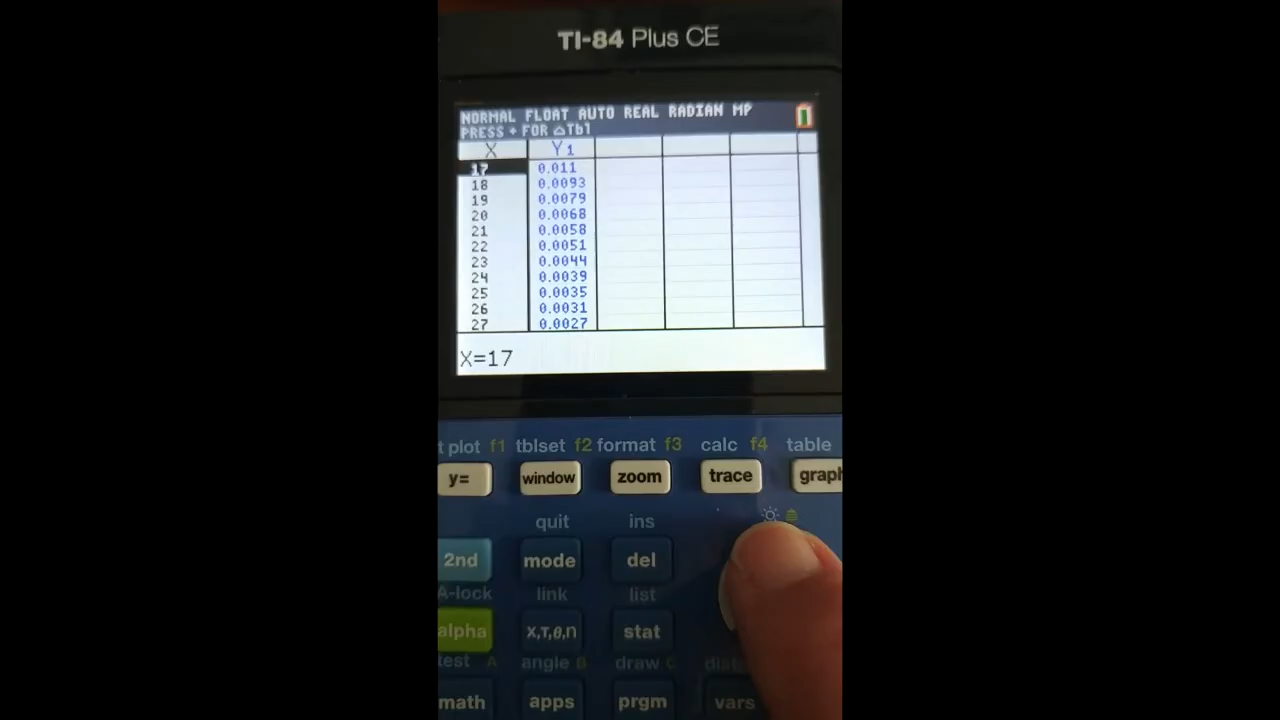 TI-84 Plus CE
NORMAL FLOAT AUTO REAL RADIAN MP
PRESS + FOR △Tbl
X Y1
17 0.011
18 0.0093
19 0.0079
20 0.0068
21 0.0058
22 0.0051
23 0.0044
24 0.0039
25 0.0035
26 0.0031
27 0.0027
X=17
t plot f1 tblset f2 format f3 calc f4 table
y= window zoom trace graph
quit ins
2nd mode del
A-lock link list
alpha X,T,θ,n stat
test A angle B draw C dist
math apps prgm vars